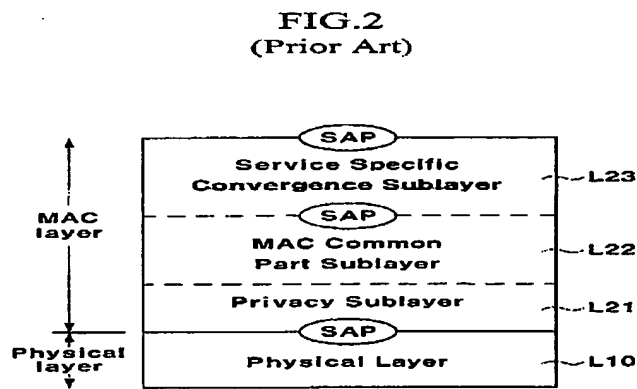 FIG.2
(Prior Art)
SAP
Service Specific
Convergence Sublayer
L23
MAC
layer
SAP
MAC Common
Part Sublayer
L22
Privacy Sublayer
L21
SAP
Physical
layer
Physical Layer
L10